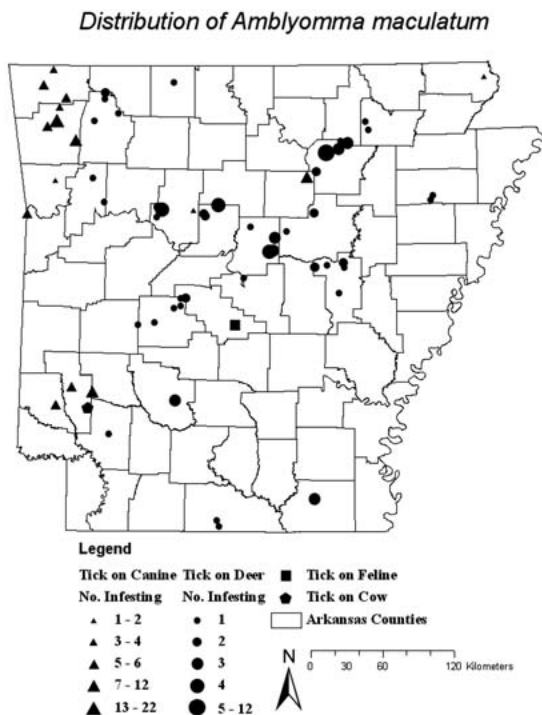 Distribution of Amblyomma maculatum
Legend
Tick on Canine Tick on Deer Tick on Feline
No. Infesting No. Infesting Tick on Cow
1 - 2 1 Arkansas Counties
3 - 4 2
5 - 6 3
7 - 12 4
13 - 22 5 - 12
N
0 30 60 120 Kilometers